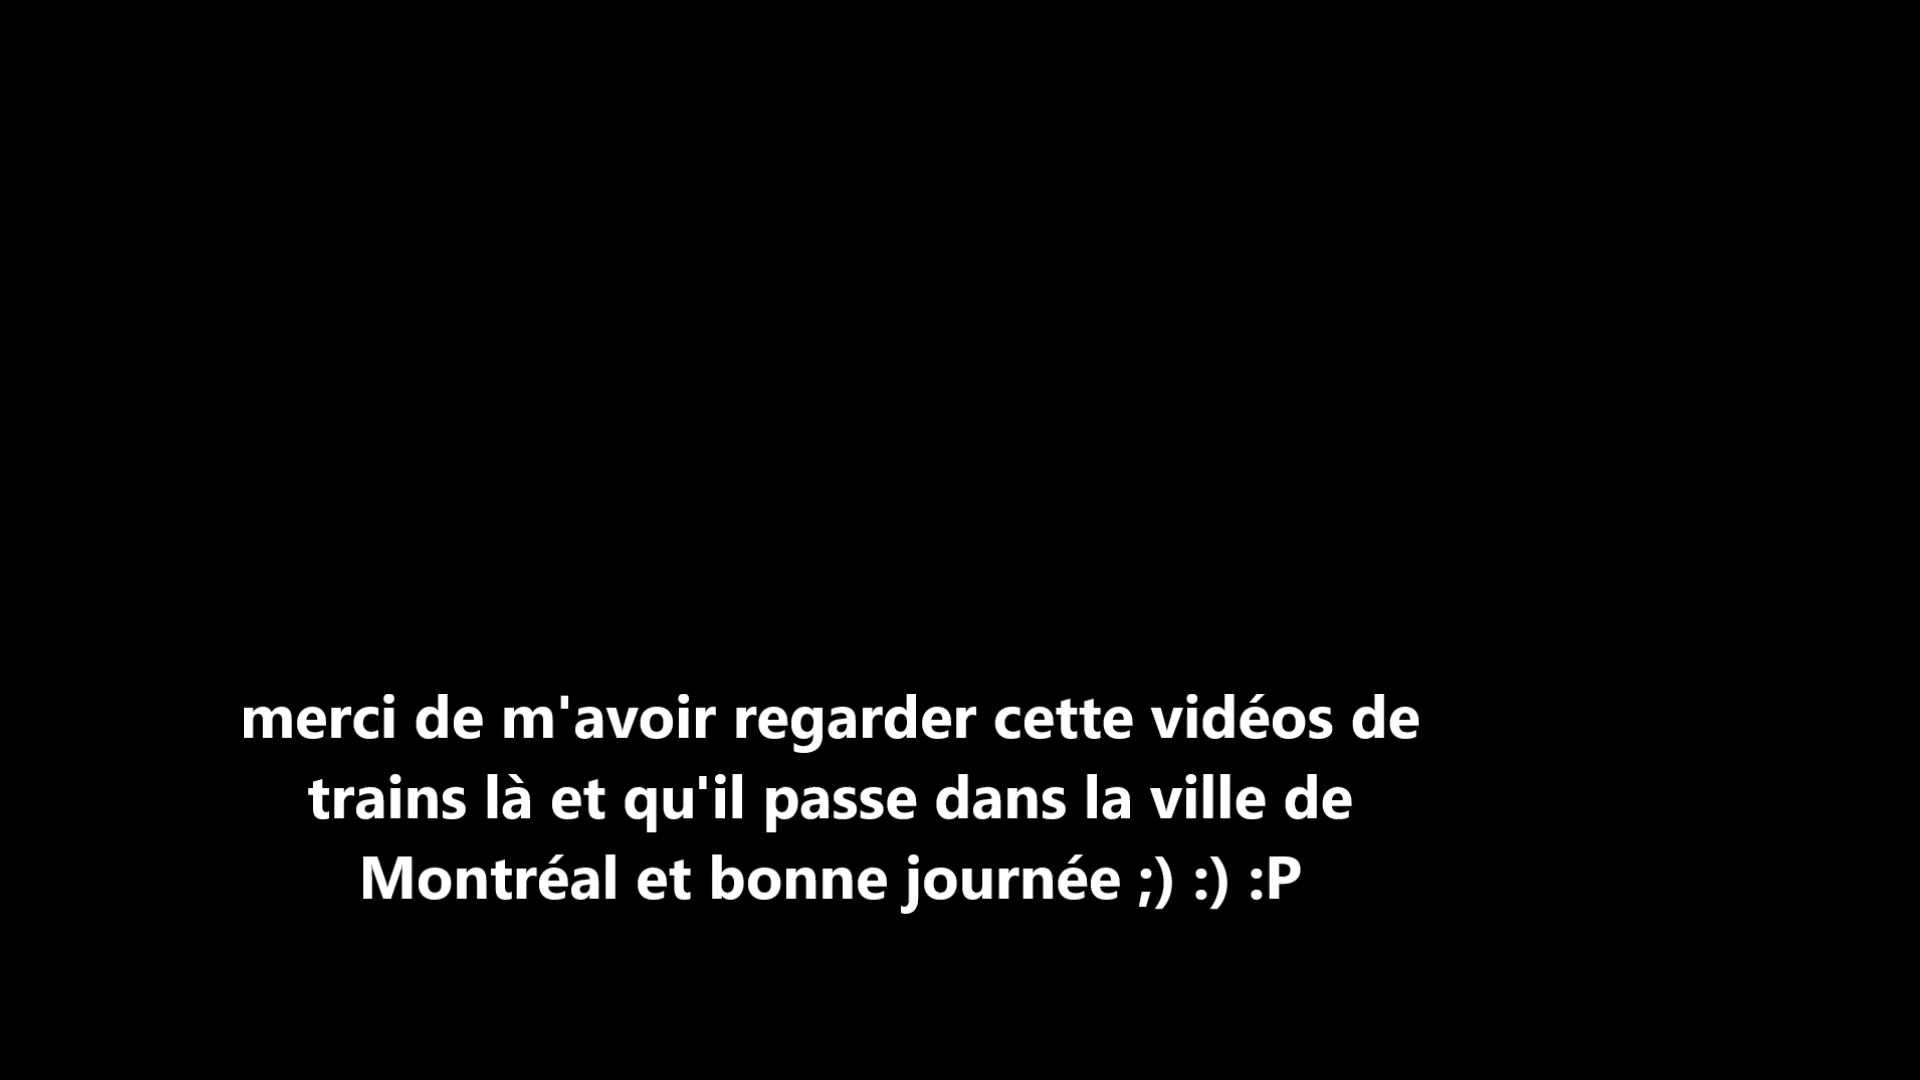 merci de m'avoir regarder cette vidéos de
trains là et qu'il passe dans la ville de
Montréal et bonne journée ;) :) :P